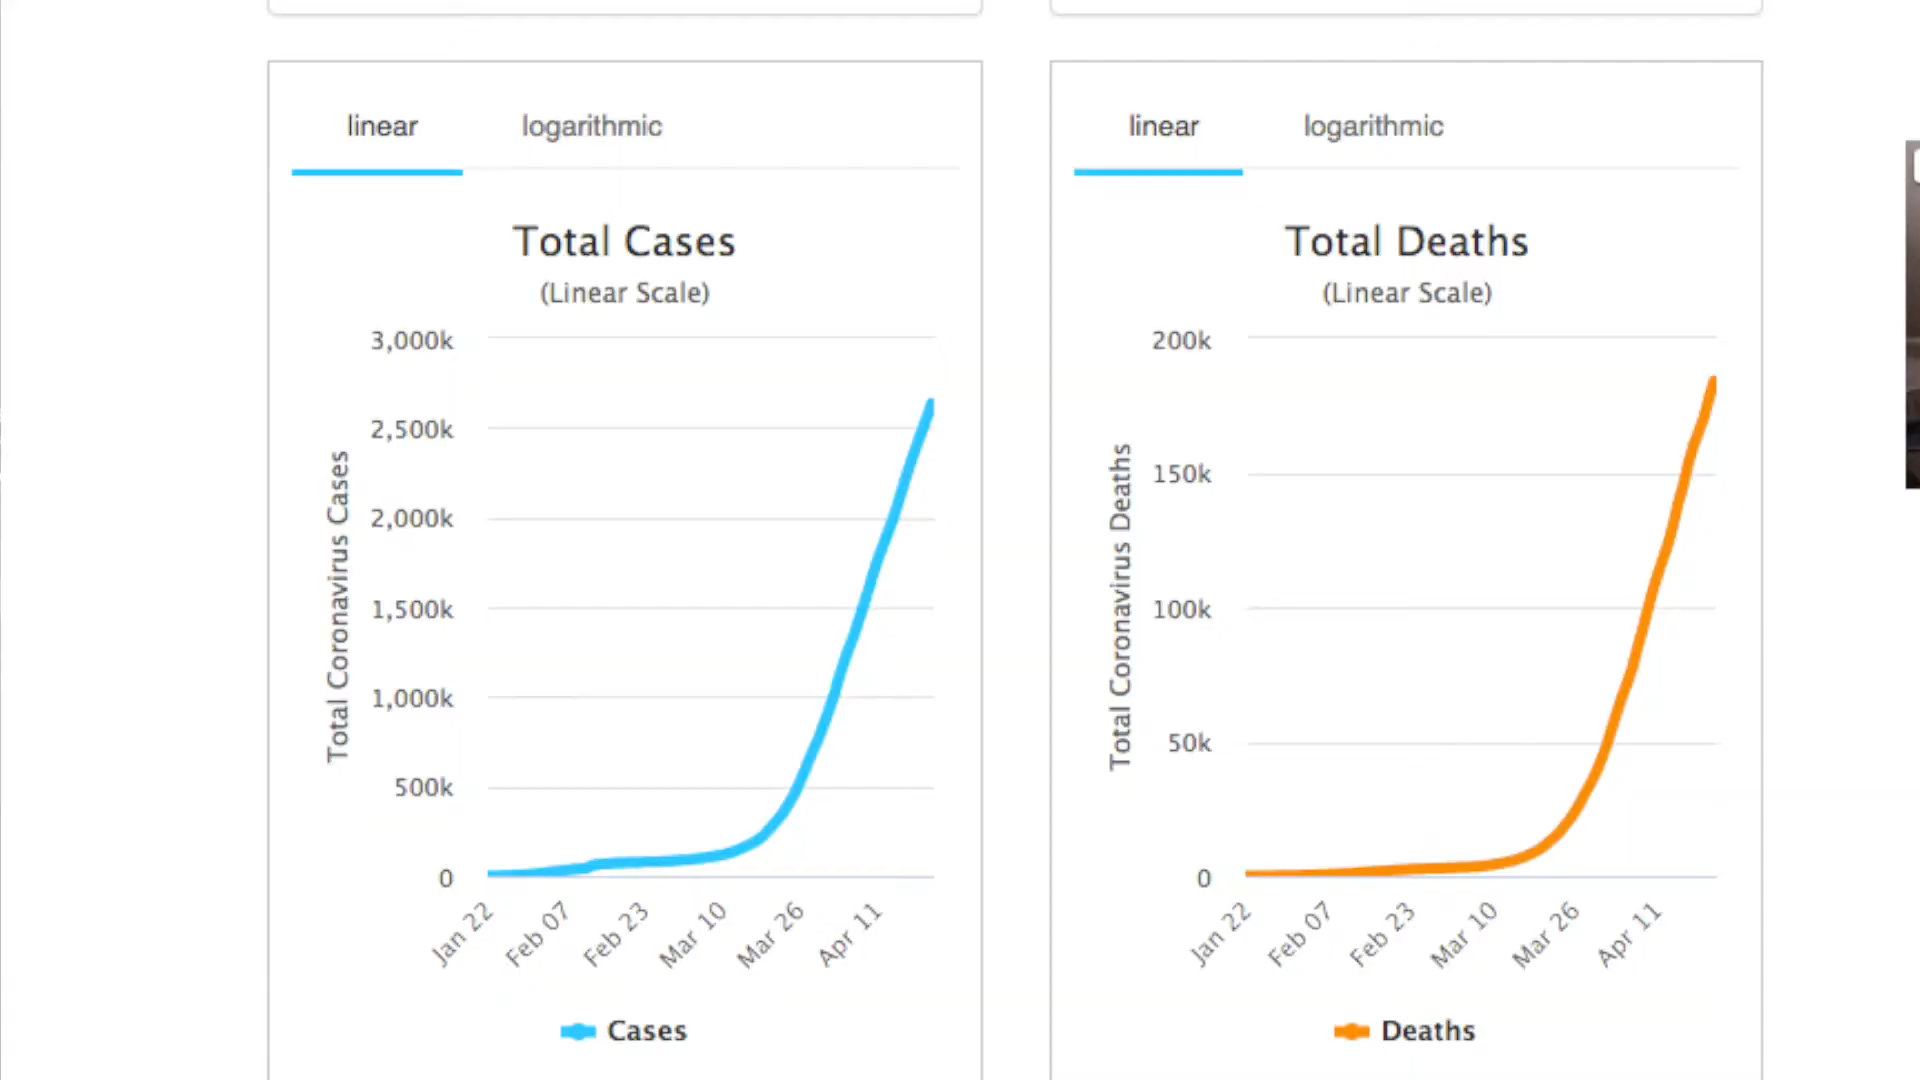 linear
logarithmic
Total Cases
(Linear Scale)
Total Coronavirus Cases
3,000k
2,500k
2,000k
1,500k
1,000k
500k
0
Jan 22
Feb 07
Feb 23
Mar 10
Mar 26
Apr 11
Cases
linear
logarithmic
Total Deaths
(Linear Scale)
Total Coronavirus Deaths
200k
150k
100k
50k
0
Jan 22
Feb 07
Feb 23
Mar 10
Mar 26
Apr 11
Deaths